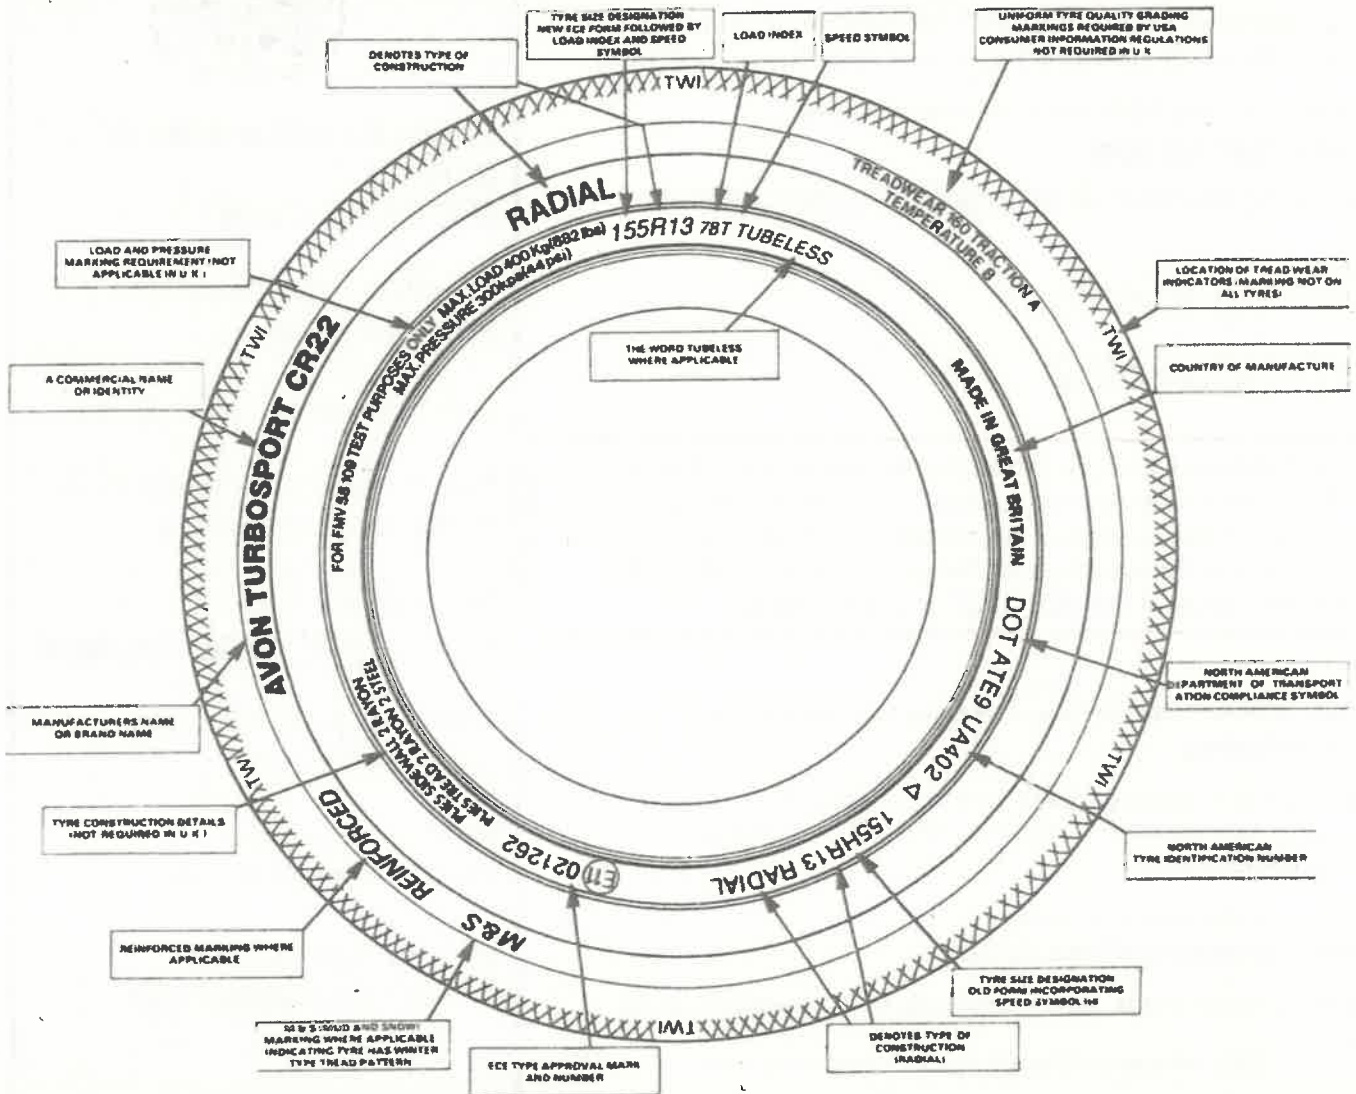 TYRE SIZE DESIGNATION
NEW ECE FORM FOLLOWED BY
LOAD INDEX AND SPEED
SYMBOL
LOAD INDEX
SPEED SYMBOL
UNIFORM TYRE QUALITY GRADING
MARKINGS REQUIRED BY USA
CONSUMER INFORMATION REGULATIONS
NOT REQUIRED IN U K
DENOTES TYPE OF
CONSTRUCTION
TWI
RADIAL
155R13 78T TUBELESS
TREADWEAR 160 TRACTION A
TEMPERATURE B
LOAD AND PRESSURE
MARKING REQUIREMENT (NOT
APPLICABLE IN U K)
FOR FMV SS 109 TEST PURPOSES ONLY MAX. LOAD 400 Kg (882 lbs)
MAX. PRESSURE 300kpa (44 psi)
LOCATION OF TREAD WEAR
INDICATORS (MARKING NOT ON
ALL TYRES)
TWI
TWI
THE WORD TUBELESS
WHERE APPLICABLE
A COMMERCIAL NAME
OR IDENTITY
COUNTRY OF MANUFACTURE
AVON TURBOSPORT CR22
MADE IN GREAT BRITAIN
MANUFACTURERS NAME
OR BRAND NAME
NORTH AMERICAN
DEPARTMENT OF TRANSPORT
ATION COMPLIANCE SYMBOL
DOT ATE9 UA402
155HR13 RADIAL
TWI
TWI
PLIES SIDEWALL 2 RAYON
PLIES TREAD 2 RAYON 2 STEEL
TYRE CONSTRUCTION DETAILS
(NOT REQUIRED IN U K)
NORTH AMERICAN
TYRE IDENTIFICATION NUMBER
REINFORCED
E11 021262
M&S
REINFORCED MARKING WHERE
APPLICABLE
TYRE SIZE DESIGNATION
OLD FORM INCORPORATING
SPEED SYMBOL HR
TWI
M & S (MUD AND SNOW)
MARKING WHERE APPLICABLE
INDICATING TYRE HAS WINTER
TYPE TREAD PATTERN
ECE TYPE APPROVAL MARK
AND NUMBER
DENOTES TYPE OF
CONSTRUCTION
(RADIAL)